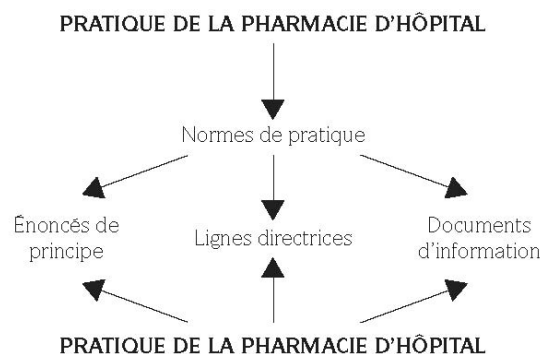 PRATIQUE DE LA PHARMACIE D'HÔPITAL
Normes de pratique
Énoncés de
principe
Lignes directrices
Documents
d'information
PRATIQUE DE LA PHARMACIE D'HÔPITAL